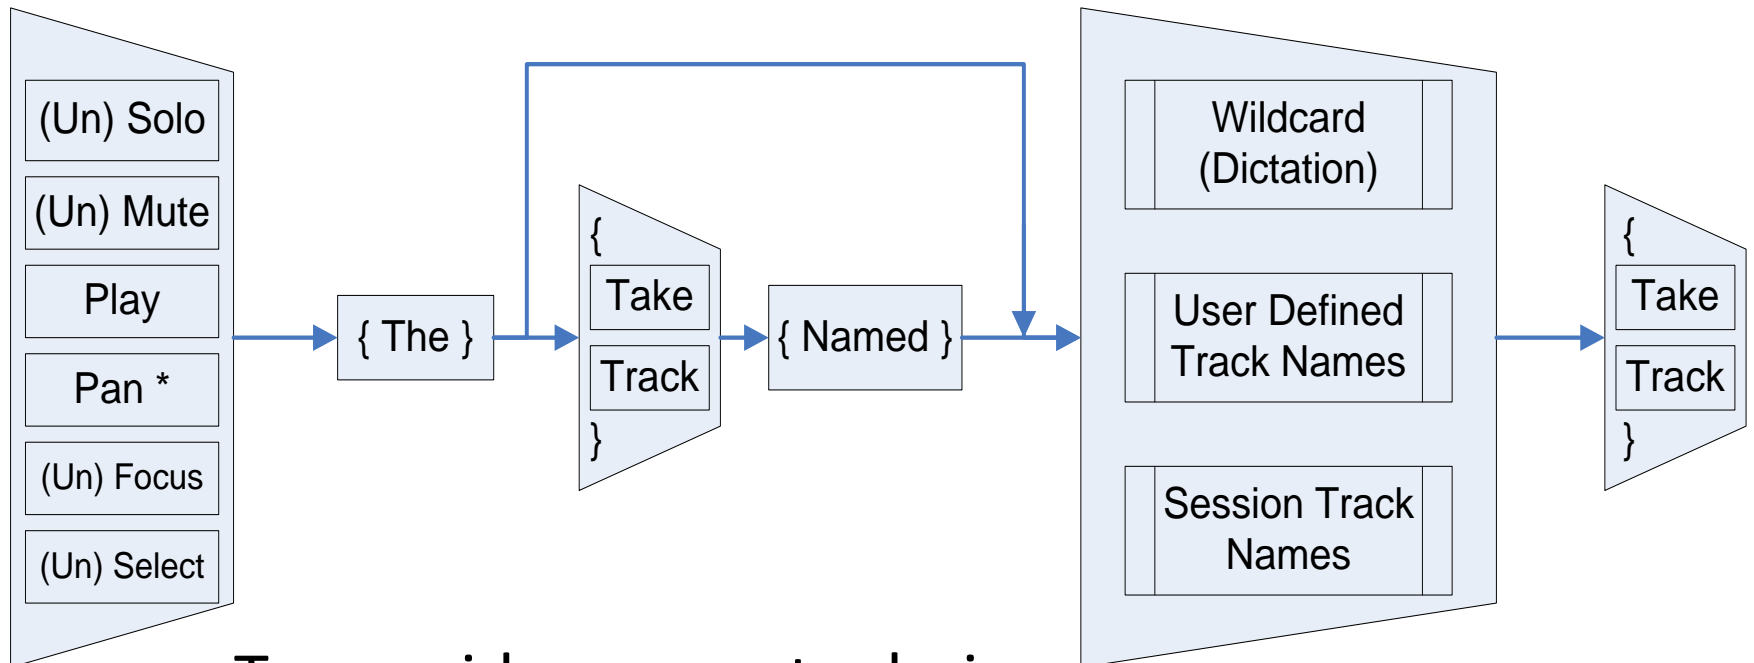 (Un) Solo
(Un) Mute
Play
Pan *
(Un) Focus
(Un) Select
{ The }
{
Take
Track
}
{ Named }
Wildcard
(Dictation)
User Defined
Track Names
Session Track
Names
{
Take
Track
}